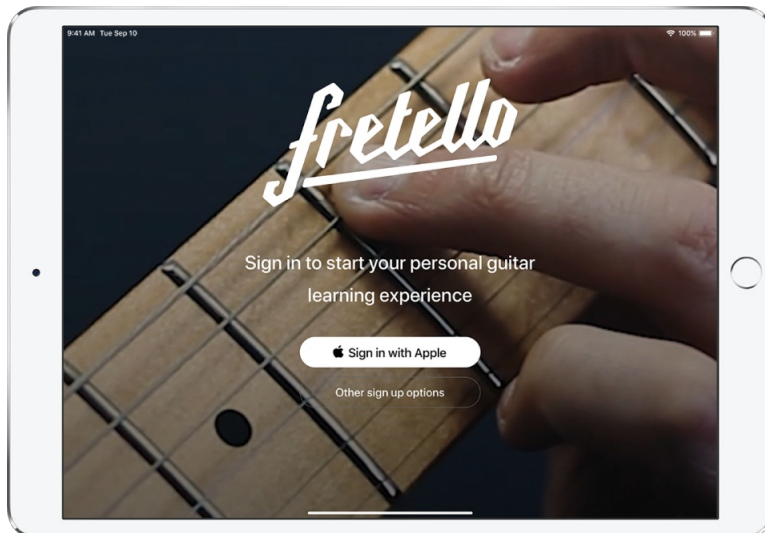 9:41 AM Tue Sep 10
100%
fretello
Sign in to start your personal guitar
learning experience
Sign in with Apple
Other sign up options